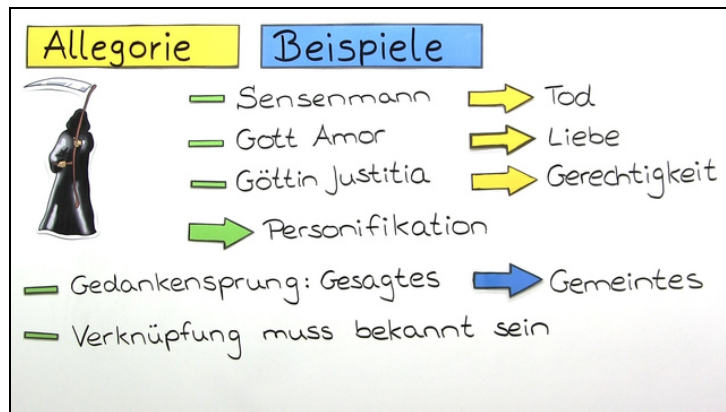 Allegorie Beispiele
Sensenmann Tod
Gott Amor Liebe
Göttin Justitia Gerechtigkeit
Personifikation
Gedankensprung: Gesagtes Gemeintes
Verknüpfung muss bekannt sein